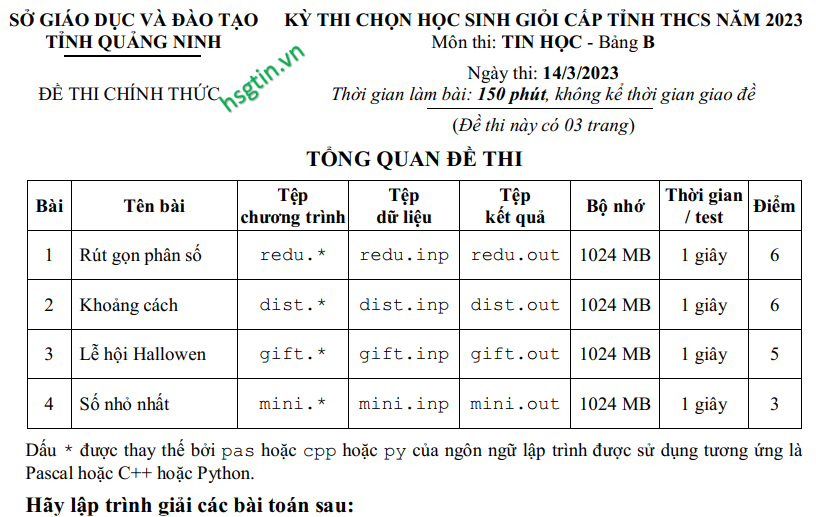 SỞ GIÁO DỤC VÀ ĐÀO TẠO KỲ THI CHỌN HỌC SINH GIỎI CẤP TỈNH THCS NĂM 2023
TỈNH QUẢNG NINH Môn thi: TIN HỌC - Bảng B
Ngày thi: 14/3/2023
ĐỀ THI CHÍNH THỨC Thời gian làm bài: 150 phút, không kể thời gian giao đề
hsgtin.vn
(Đề thi này có 03 trang)
TỔNG QUAN ĐỀ THI
Bài Tên bài Tệp chương trình Tệp dữ liệu Tệp kết quả Bộ nhớ Thời gian / test Điểm
1 Rút gọn phân số redu.* redu.inp redu.out 1024 MB 1 giây 6
2 Khoảng cách dist.* dist.inp dist.out 1024 MB 1 giây 6
3 Lễ hội Hallowen gift.* gift.inp gift.out 1024 MB 1 giây 5
4 Số nhỏ nhất mini.* mini.inp mini.out 1024 MB 1 giây 3
Dấu * được thay thế bởi pas hoặc cpp hoặc py của ngôn ngữ lập trình được sử dụng tương ứng là
Pascal hoặc C++ hoặc Python.
Hãy lập trình giải các bài toán sau: